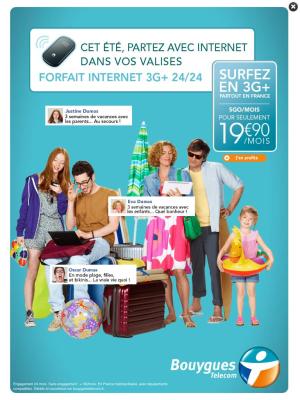 CET ÉTÉ, PARTEZ AVEC INTERNET
DANS VOS VALISES
FORFAIT INTERNET 3G+ 24/24
SURFEZ
EN 3G+
PARTOUT EN FRANCE
5GO/MOIS
POUR SEULEMENT
19€90
/MOIS
J'en profite
Justine Dumas
3 semaines de vacances avec
les parents... Au secours !
Eva Dumas
3 semaines de vacances avec
les enfants... Quel bonheur !
Oscar Dumas
En mode plage, filles,
et bikinis... La vraie vie quoi !
Bouygues
Telecom